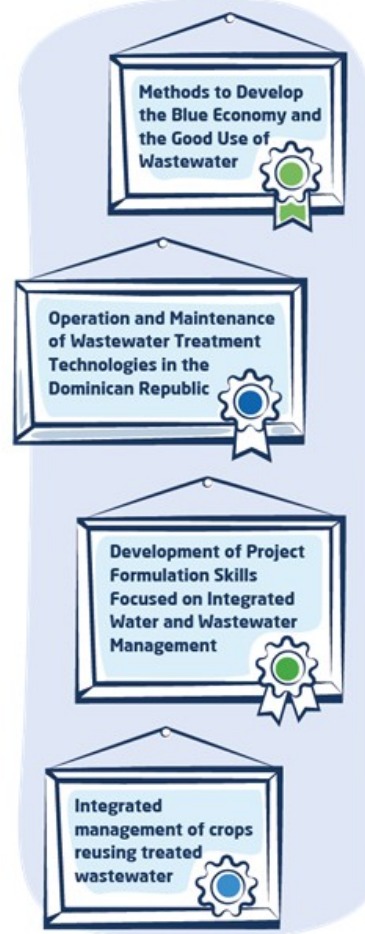 Methods to Develop
the Blue Economy and
the Good Use of
Wastewater
Operation and Maintenance
of Wastewater Treatment
Technologies in the
Dominican Republic
Development of Project
Formulation Skills
Focused on Integrated
Water and Wastewater
Management
Integrated
management of crops
reusing treated
wastewater